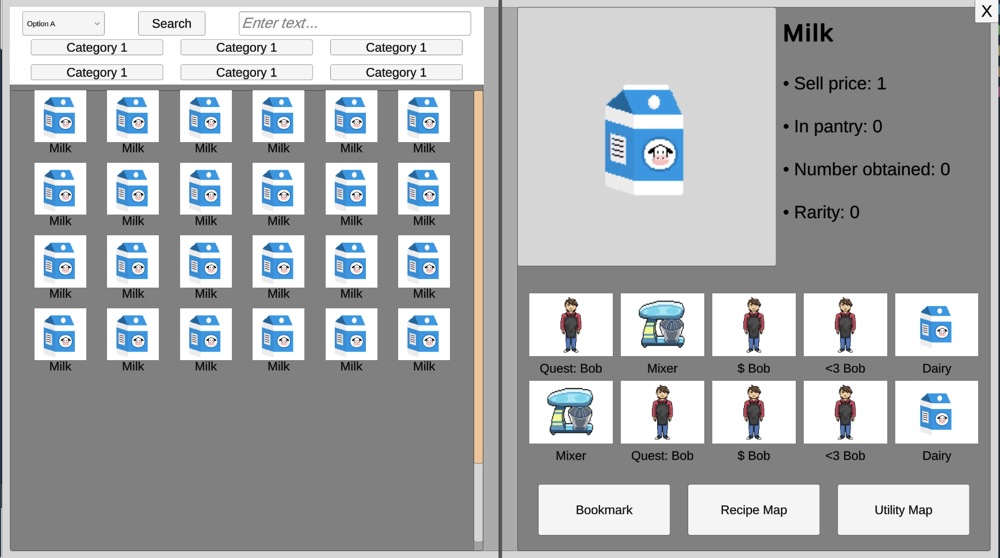 Option A
Search
Enter text...
Category 1 Category 1 Category 1
Category 1 Category 1 Category 1
Milk Milk Milk Milk Milk Milk
Milk Milk Milk Milk Milk Milk
Milk Milk Milk Milk Milk Milk
Milk Milk Milk Milk Milk Milk
X
Milk
• Sell price: 1
• In pantry: 0
• Number obtained: 0
• Rarity: 0
Quest: Bob Mixer $ Bob <3 Bob Dairy
Mixer Quest: Bob $ Bob <3 Bob Dairy
Bookmark Recipe Map Utility Map